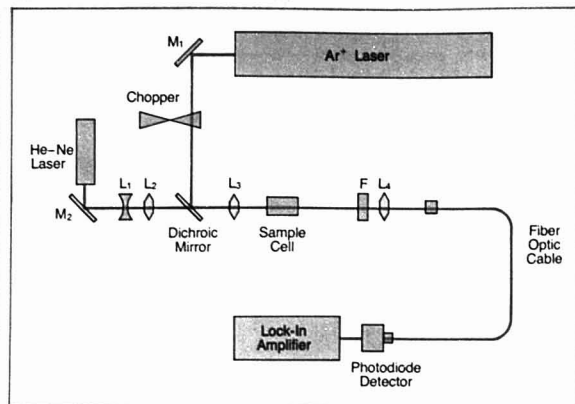 M₁
Ar⁺ Laser
Chopper
He–Ne
Laser
L₁
L₂
L₃
F
L₄
M₂
Dichroic
Mirror
Sample
Cell
Fiber
Optic
Cable
Lock-In
Amplifier
Photodiode
Detector